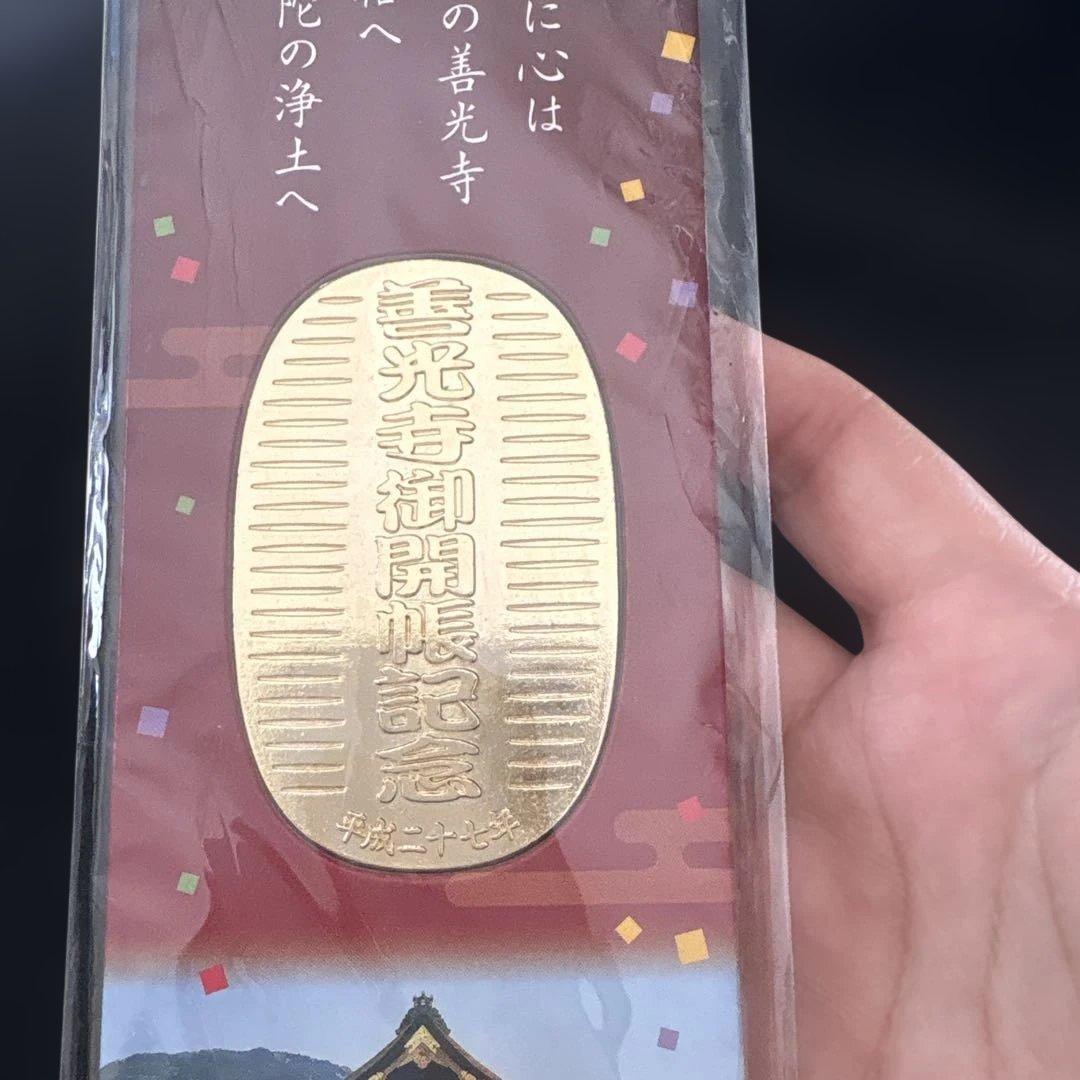 に心は
の善光寺
へ
陀の浄土へ
善光寺御開帳記念
平成二十七年